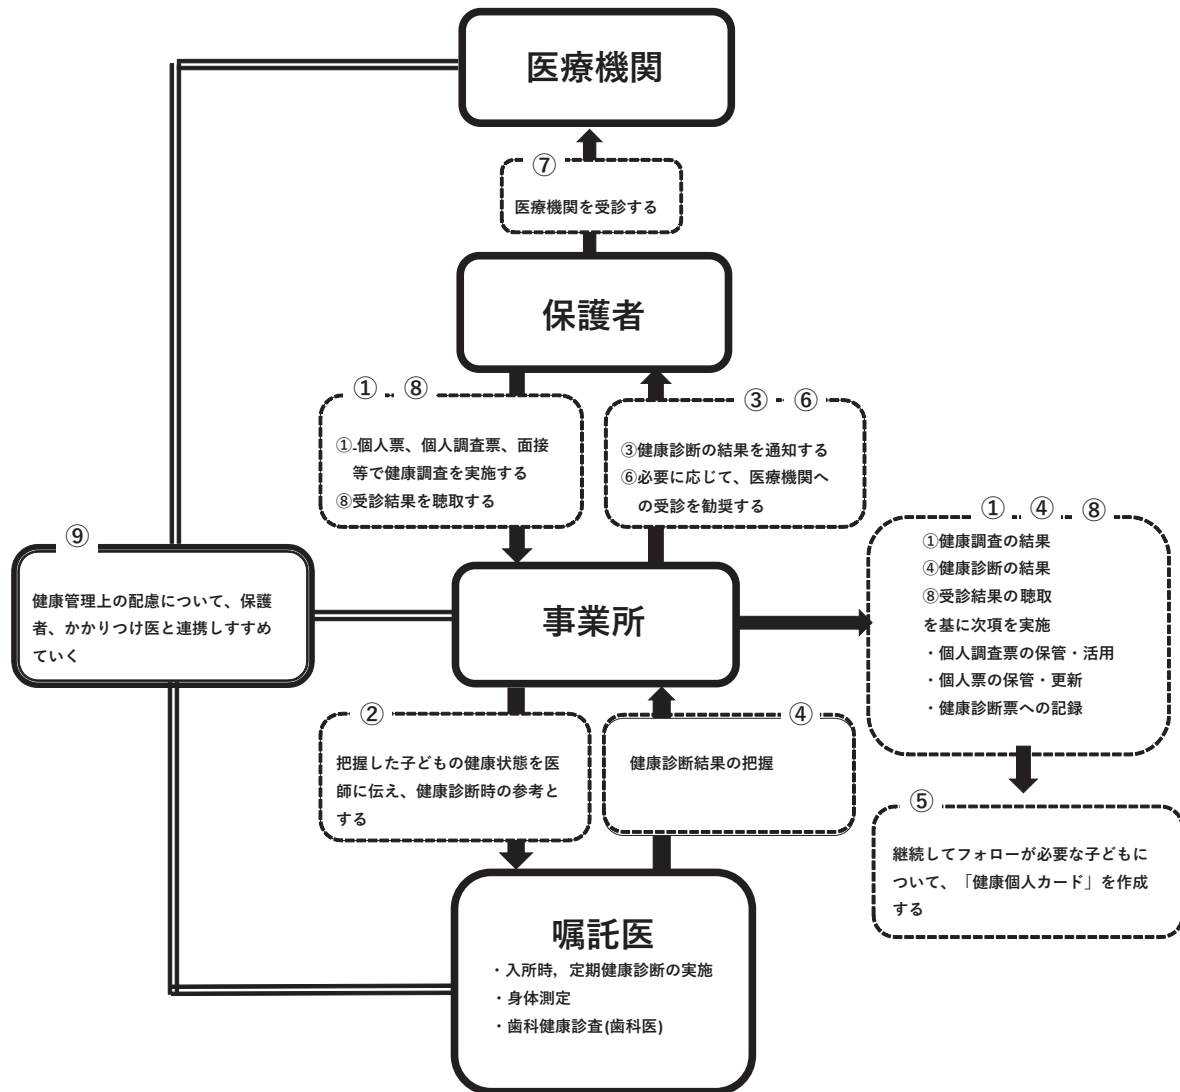 医療機関
⑦
医療機関を受診する
保護者
① ⑧
①-個人票、個人調査票、面接
等で健康調査を実施する
⑧受診結果を聴取する
③ ⑥
③健康診断の結果を通知する
⑥必要に応じて、医療機関へ
の受診を勧奨する
⑨
健康管理上の配慮について、保護
者、かかりつけ医と連携しすすめ
ていく
事業所
① ④ ⑧
①健康調査の結果
④健康診断の結果
⑧受診結果の聴取
を基に次項を実施
・個人調査票の保管・活用
・個人票の保管・更新
・健康診断票への記録
②
把握した子どもの健康状態を医
師に伝え、健康診断時の参考と
する
④
健康診断結果の把握
⑤
継続してフォローが必要な子どもに
ついて、「健康個人カード」を作成
する
嘱託医
・入所時，定期健康診断の実施
・身体測定
・歯科健康診査(歯科医)